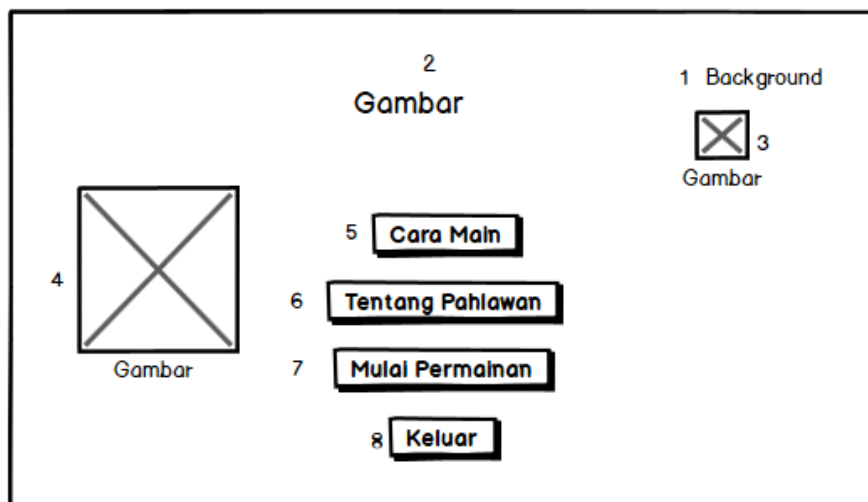 2
Gambar
1 Background
3
Gambar
4
Gambar
5 Cara Main
6 Tentang Pahlawan
7 Mulai Permainan
8 Keluar